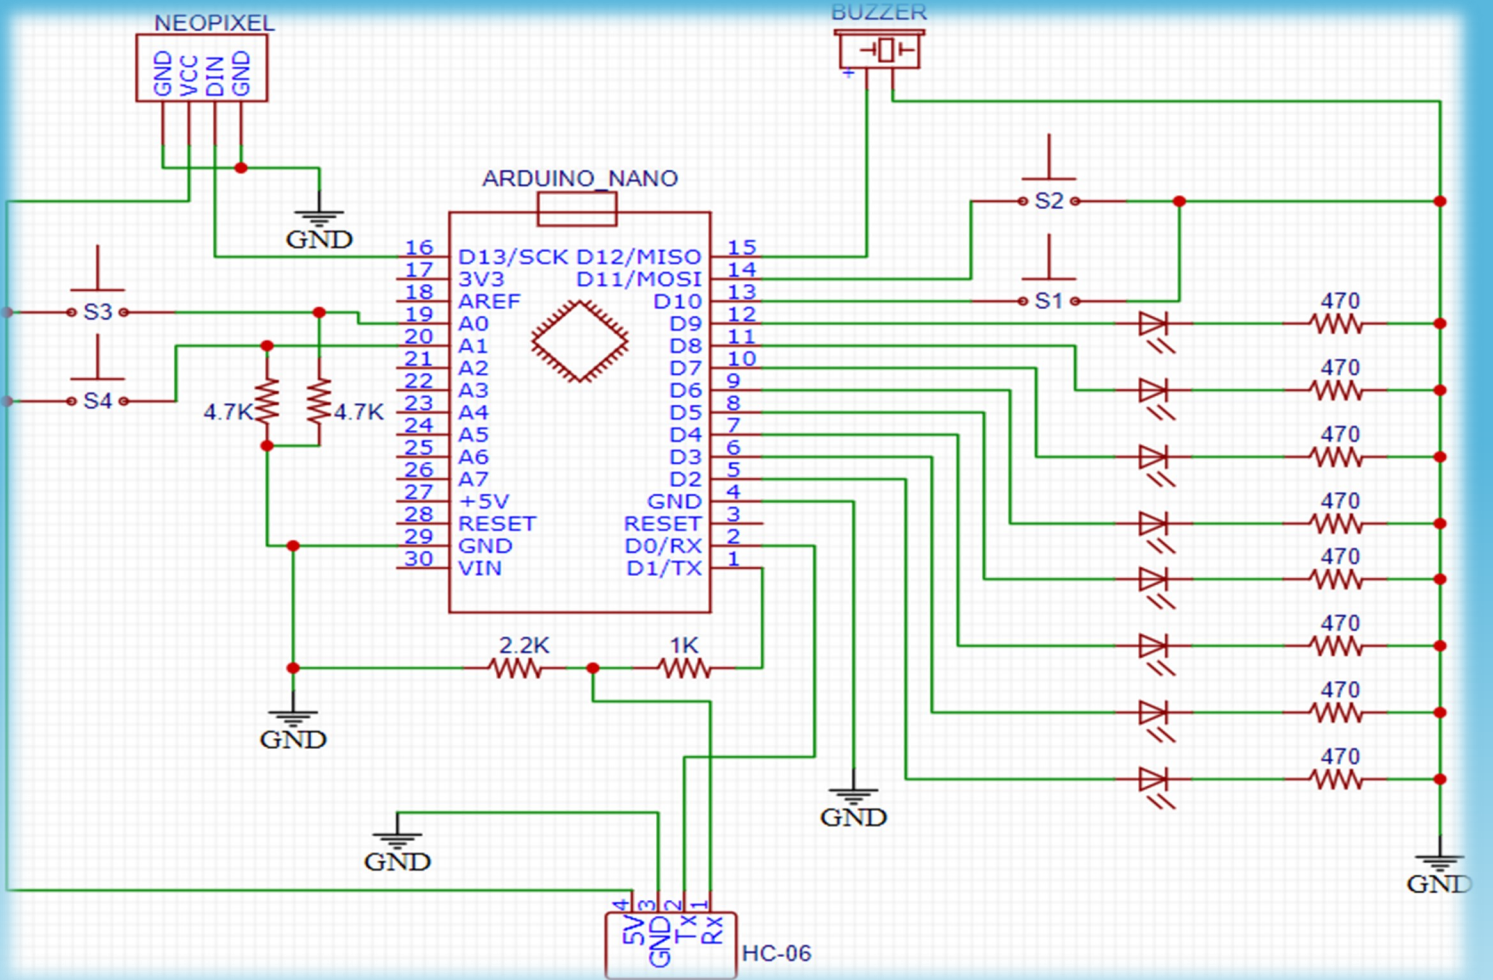 NEOPIXEL
GND
VCC
DIN
GND
GND
BUZZER
+
S2
S1
S3
S4
4.7K
4.7K
ARDUINO_NANO
16 D13/SCK D12/MISO 15
17 3V3 D11/MOSI 14
18 AREF D10 13
19 A0 D9 12
20 A1 D8 11
21 A2 D7 10
22 A3 D6 9
23 A4 D5 8
24 A5 D4 7
25 A6 D3 6
26 A7 D2 5
27 +5V GND 4
28 RESET RESET 3
29 GND D0/RX 2
30 VIN D1/TX 1
470
470
470
470
470
470
470
470
2.2K
1K
GND
GND
GND
GND
4 5V
3 GND
2 Tx
1 Rx
HC-06